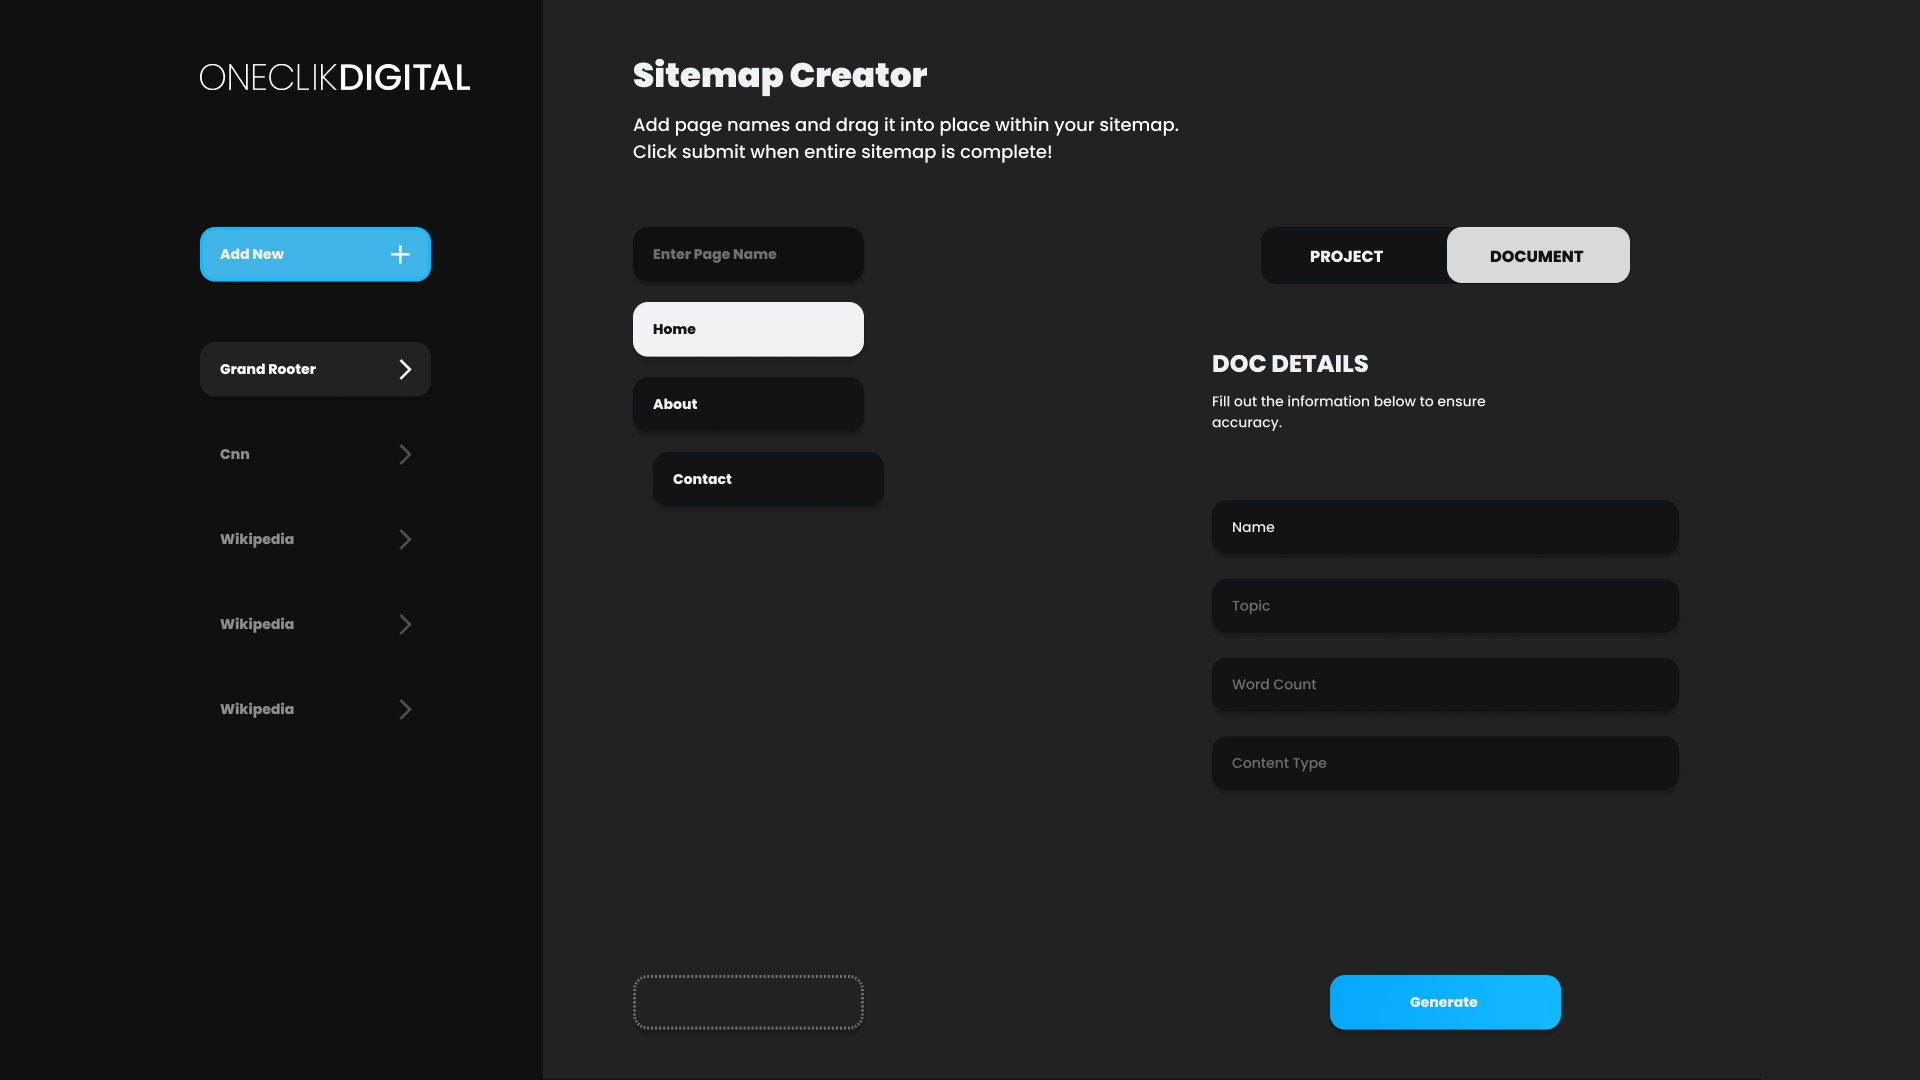 ONECLIKDIGITAL
Add New
Grand Rooter
Cnn
Wikipedia
Wikipedia
Wikipedia
Sitemap Creator
Add page names and drag it into place within your sitemap.
Click submit when entire sitemap is complete!
Enter Page Name
Home
About
Contact
PROJECT
DOCUMENT
DOC DETAILS
Fill out the information below to ensure
accuracy.
Name
Topic
Word Count
Content Type
Generate